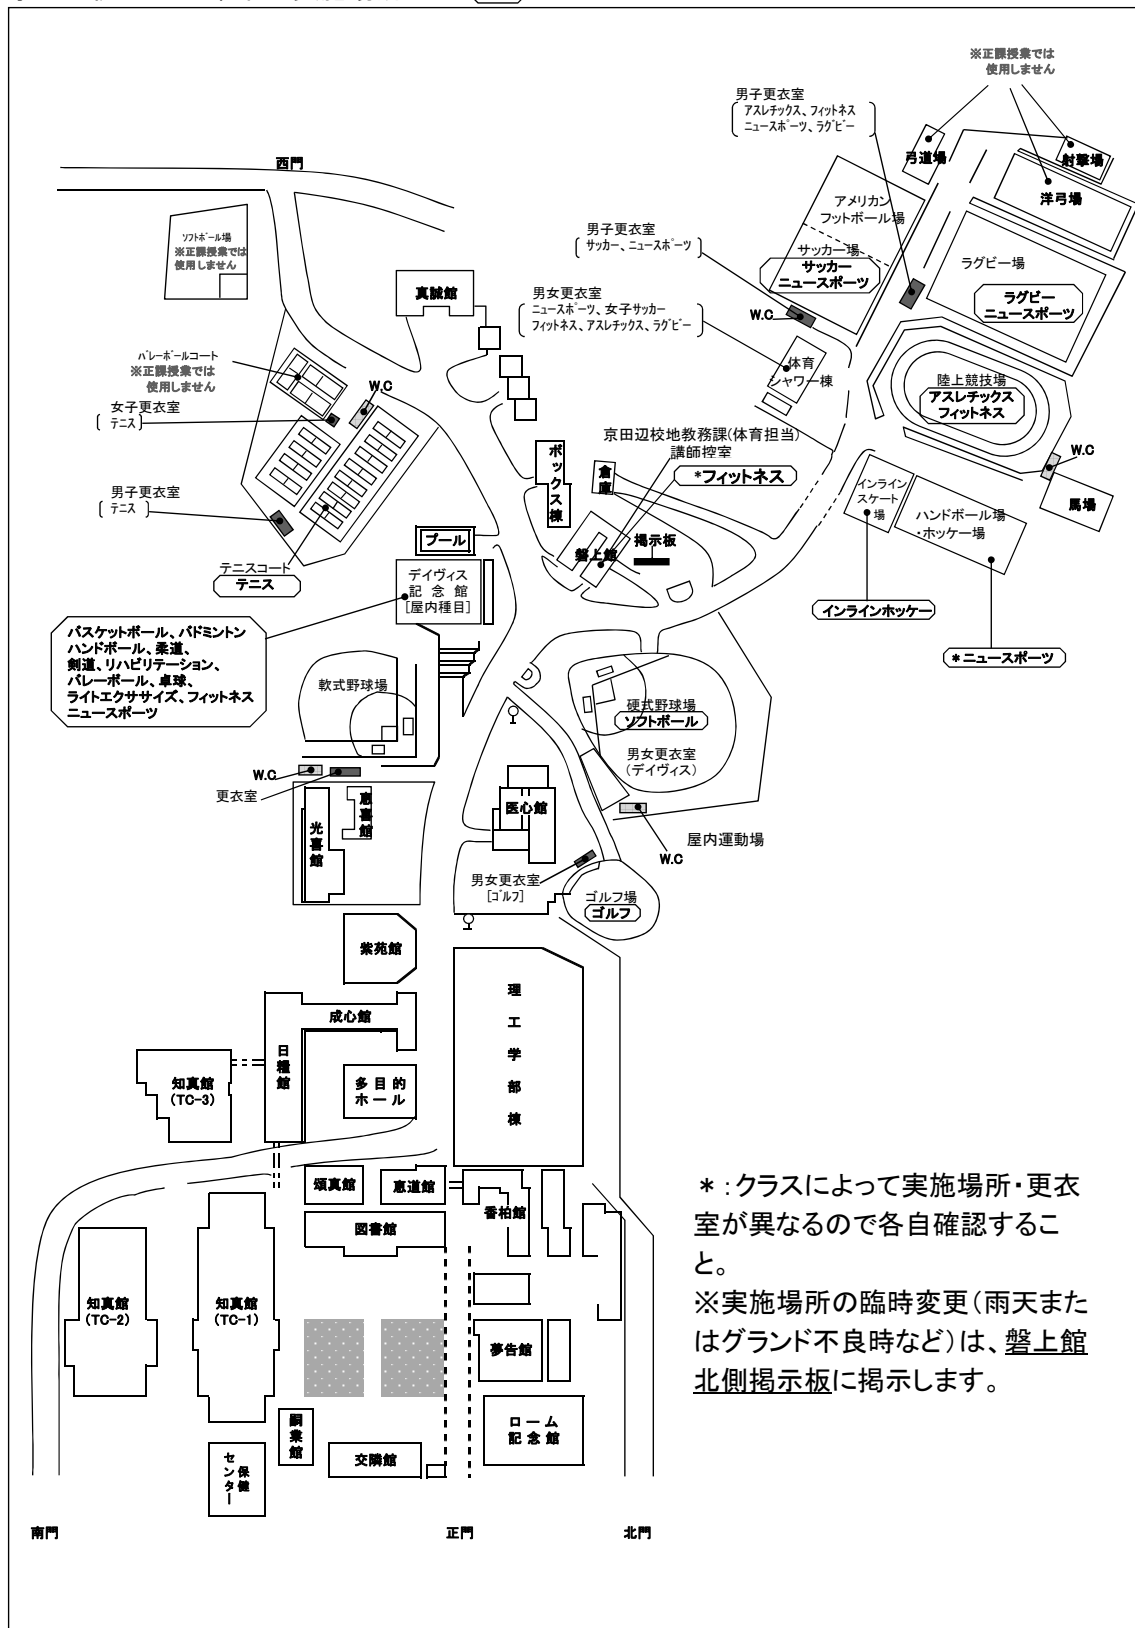 ※正課授業では
使用しません
男子更衣室
アスレチックス、フィットネス
ニュースポーツ、ラグビー
弓道場
射撃場
洋弓場
西門
アメリカン
フットボール場
サッカー場
サッカー
ニュースポーツ
ラグビー場
ラグビー
ニュースポーツ
男子更衣室
サッカー、ニュースポーツ
W.C
男女更衣室
ニュースポーツ、女子サッカー
フィットネス、アスレチックス、ラグビー
体育
シャワー棟
陸上競技場
アスレチックス
フィットネス
W.C
馬場
ソフトボール場
※正課授業では
使用しません
真誠館
バレーボールコート
※正課授業では
使用しません
W.C
女子更衣室
テニス
男子更衣室
テニス
テニスコート
テニス
京田辺校地教務課(体育担当)
講師控室
*フィットネス
ボックス棟
倉庫
磐上館
掲示板
インライン
スケート
場
ハンドボール場
・ホッケー場
インラインホッケー
*ニュースポーツ
プール
デイヴィス
記念館
[屋内種目]
バスケットボール、バドミントン
ハンドボール、柔道、
剣道、リハビリテーション、
バレーボール、卓球、
ライトエクササイズ、フィットネス
ニュースポーツ
軟式野球場
硬式野球場
ソフトボール
男女更衣室
(デイヴィス)
W.C
更衣室
恵喜館
光喜館
医心館
W.C
屋内運動場
男女更衣室
[ゴルフ]
ゴルフ場
ゴルフ
紫苑館
成心館
日糧館
知真館
(TC-3)
多目的
ホール
理工学部棟
頌真館
恵道館
香柏館
図書館
知真館
(TC-2)
知真館
(TC-1)
夢告館
嗣業館
交隣館
ローム
記念館
保健
センター
南門
正門
北門
*:クラスによって実施場所・更衣
室が異なるので各自確認するこ
と。
※実施場所の臨時変更(雨天また
はグランド不良時など)は、磐上館
北側掲示板に掲示します。